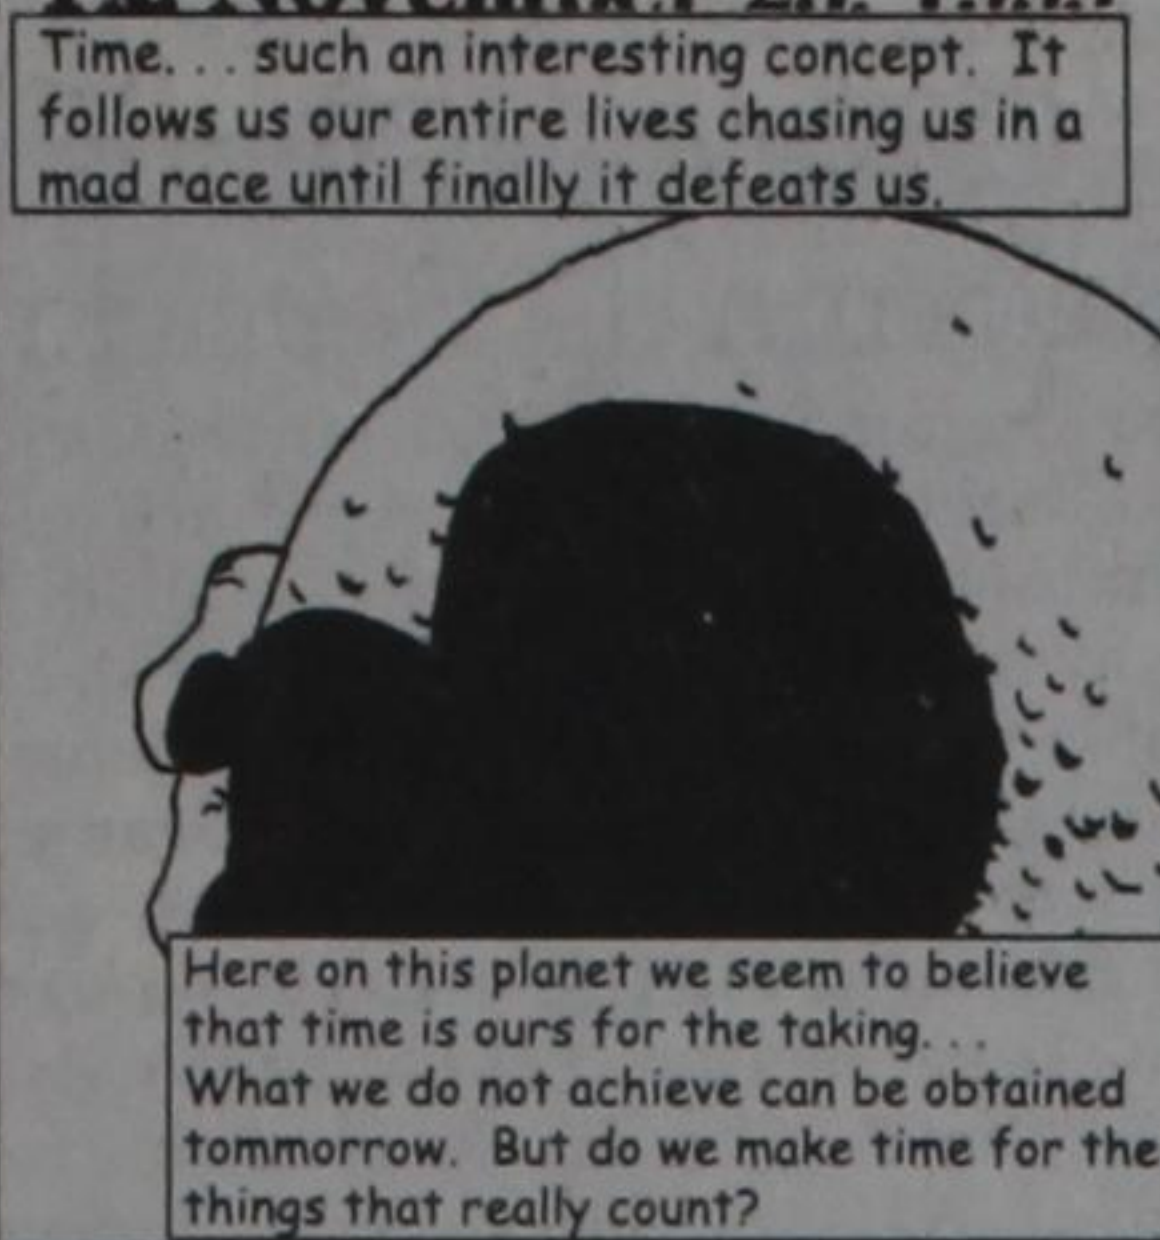 Time. . . such an interesting concept. It
follows us our entire lives chasing us in a
mad race until finally it defeats us.
Here on this planet we seem to believe
that time is ours for the taking. . .
What we do not achieve can be obtained
tommorrow. But do we make time for the
things that really count?